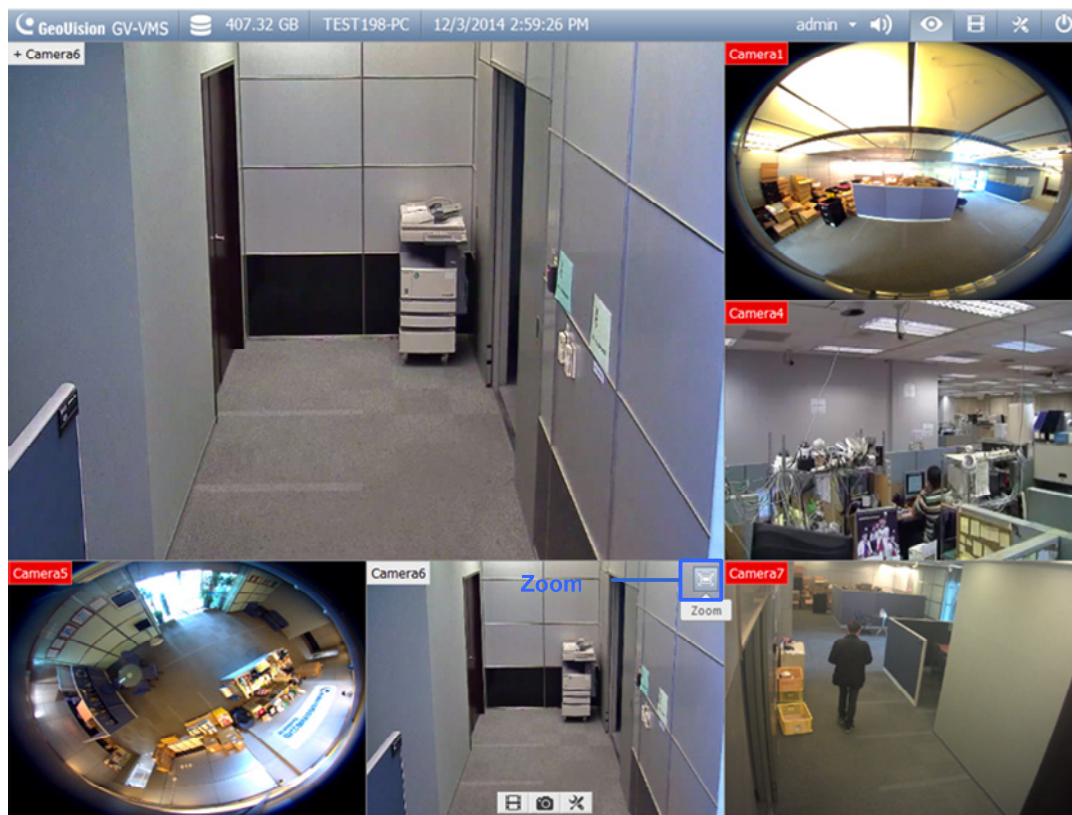 GeoVision GV-VMS 407.32 GB TEST198-PC 12/3/2014 2:59:26 PM admin
+ Camera6
Camera1
Camera4
Camera5
Camera6
Zoom
Camera7
Zoom